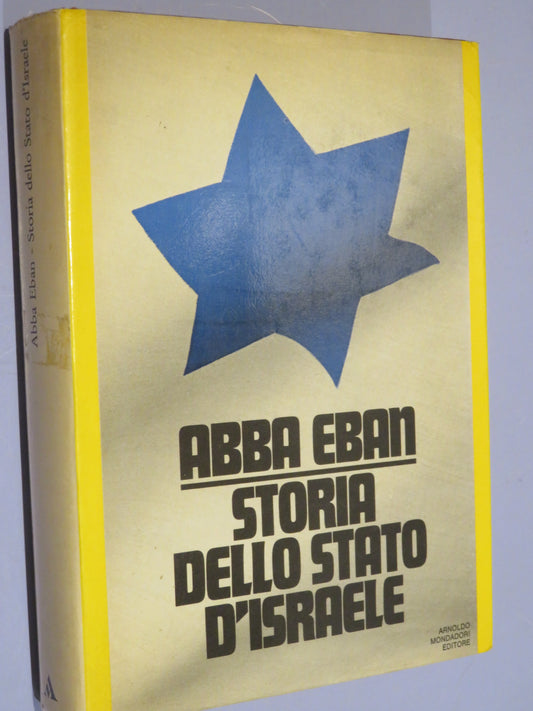 Abba Eban - Storia dello Stato d'Israele
ABBA EBAN
STORIA
DELLO STATO
D'ISRAELE
ARNOLDO
MONDADORI
EDITORE